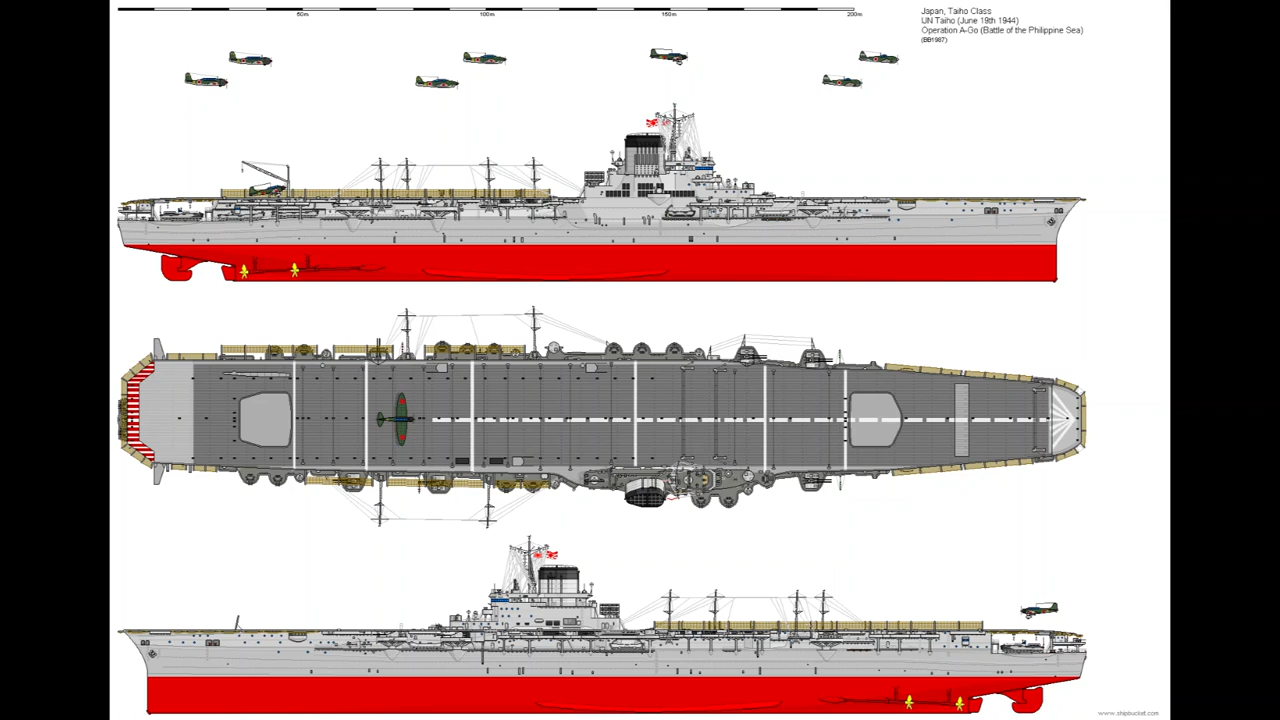 50m 100m 150m 200m
Japan, Taiho Class
IJN Taiho (June 19th 1944)
Operation A-Go (Battle of the Philippine Sea)
(BB1987)
www.shipbucket.com